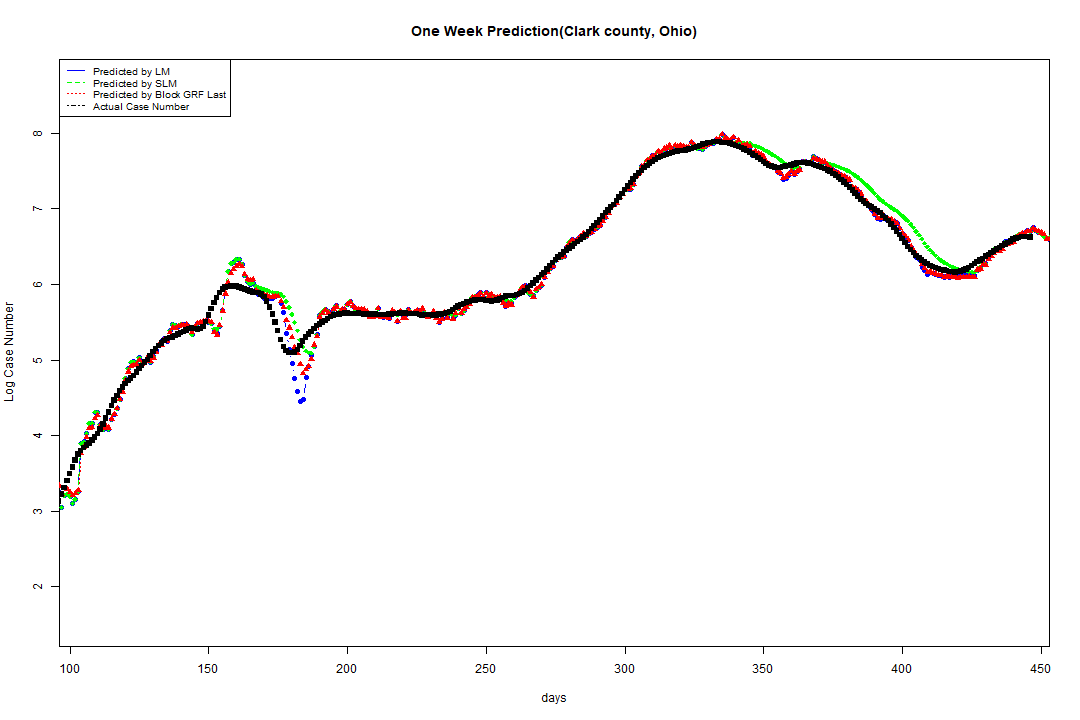 One Week Prediction(Clark county, Ohio)
Predicted by LM
Predicted by SLM
Predicted by Block GRF Last
Actual Case Number
8
7
6
5
4
3
2
Log Case Number
100 150 200 250 300 350 400 450
days